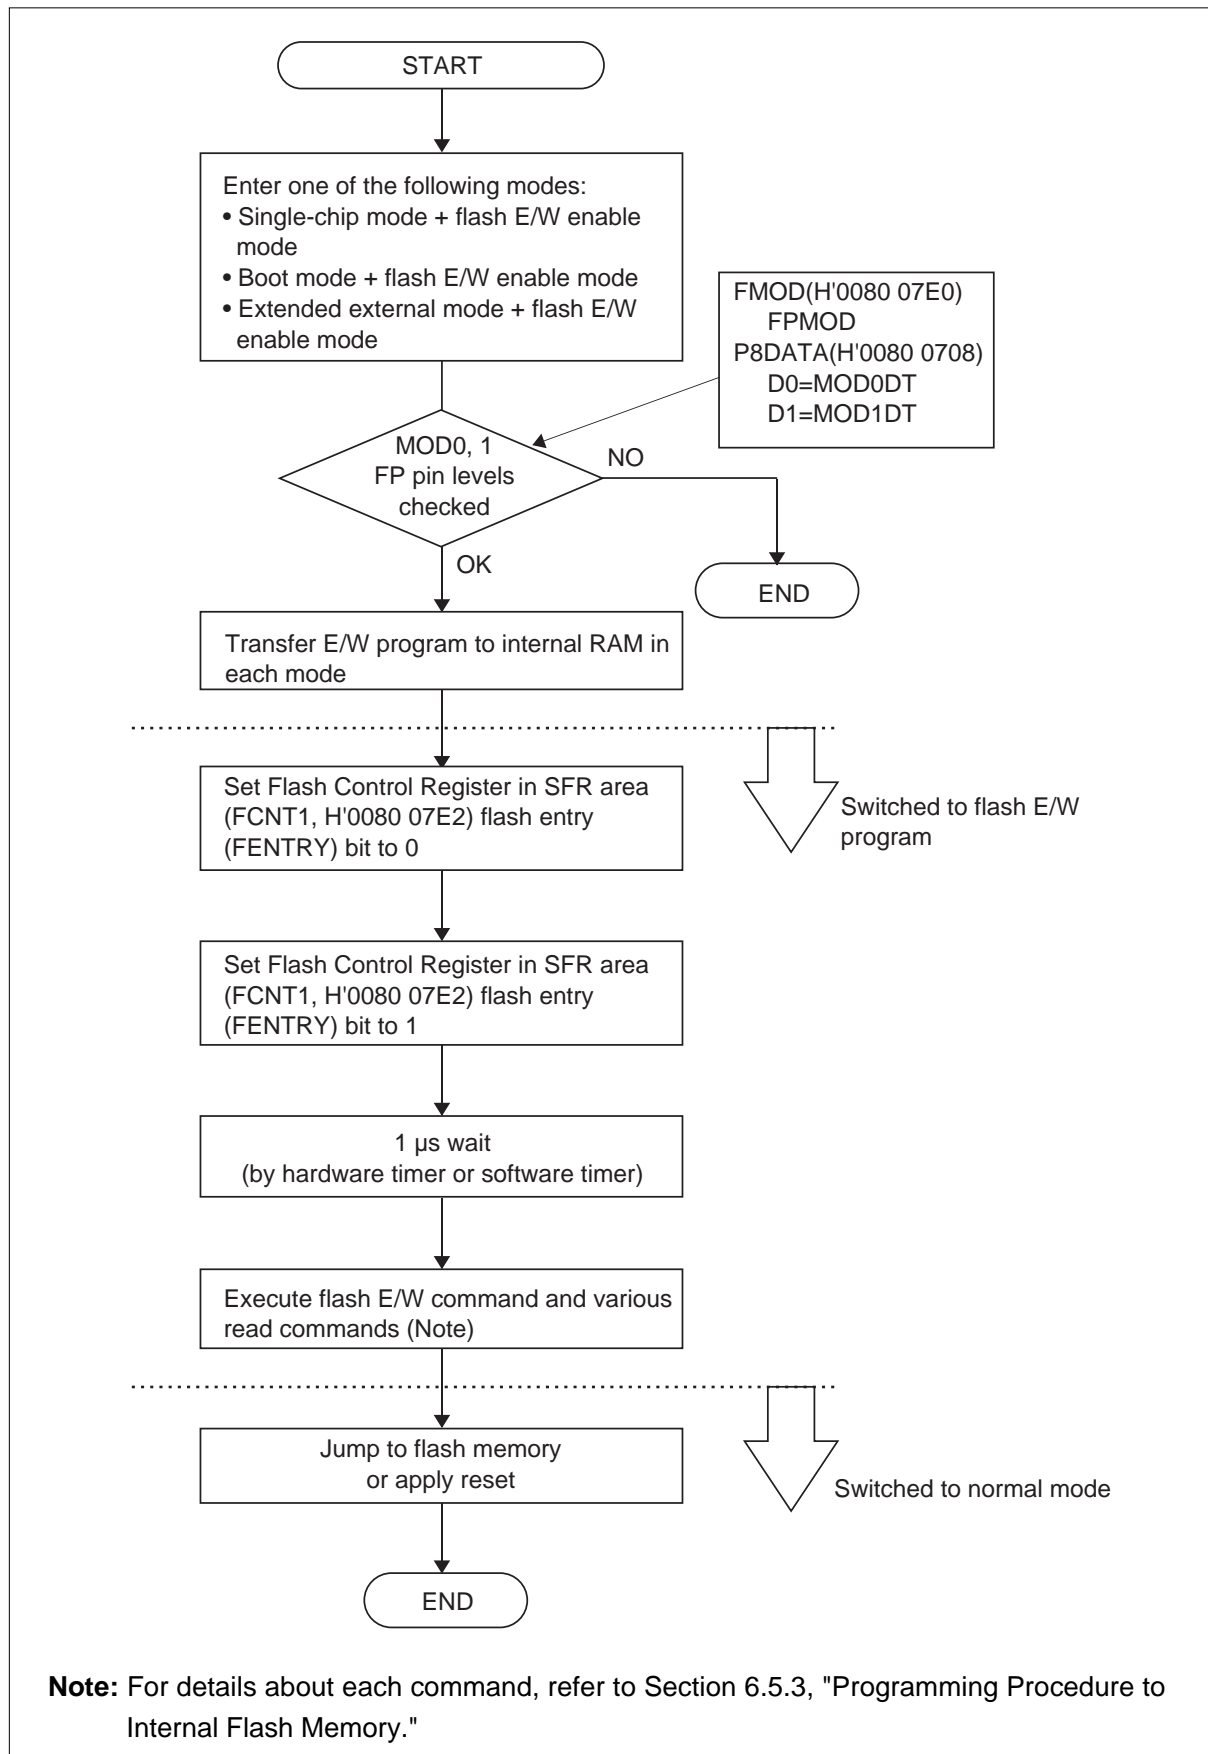 START
Enter one of the following modes:
• Single-chip mode + flash E/W enable
mode
• Boot mode + flash E/W enable mode
• Extended external mode + flash E/W
enable mode
FMOD(H'0080 07E0)
FPMOD
P8DATA(H'0080 0708)
D0=MOD0DT
D1=MOD1DT
MOD0, 1
FP pin levels
checked
NO
OK
END
Transfer E/W program to internal RAM in
each mode
Set Flash Control Register in SFR area
(FCNT1, H'0080 07E2) flash entry
(FENTRY) bit to 0
Switched to flash E/W
program
Set Flash Control Register in SFR area
(FCNT1, H'0080 07E2) flash entry
(FENTRY) bit to 1
1 µs wait
(by hardware timer or software timer)
Execute flash E/W command and various
read commands (Note)
Jump to flash memory
or apply reset
Switched to normal mode
END
Note: For details about each command, refer to Section 6.5.3, "Programming Procedure to
Internal Flash Memory."